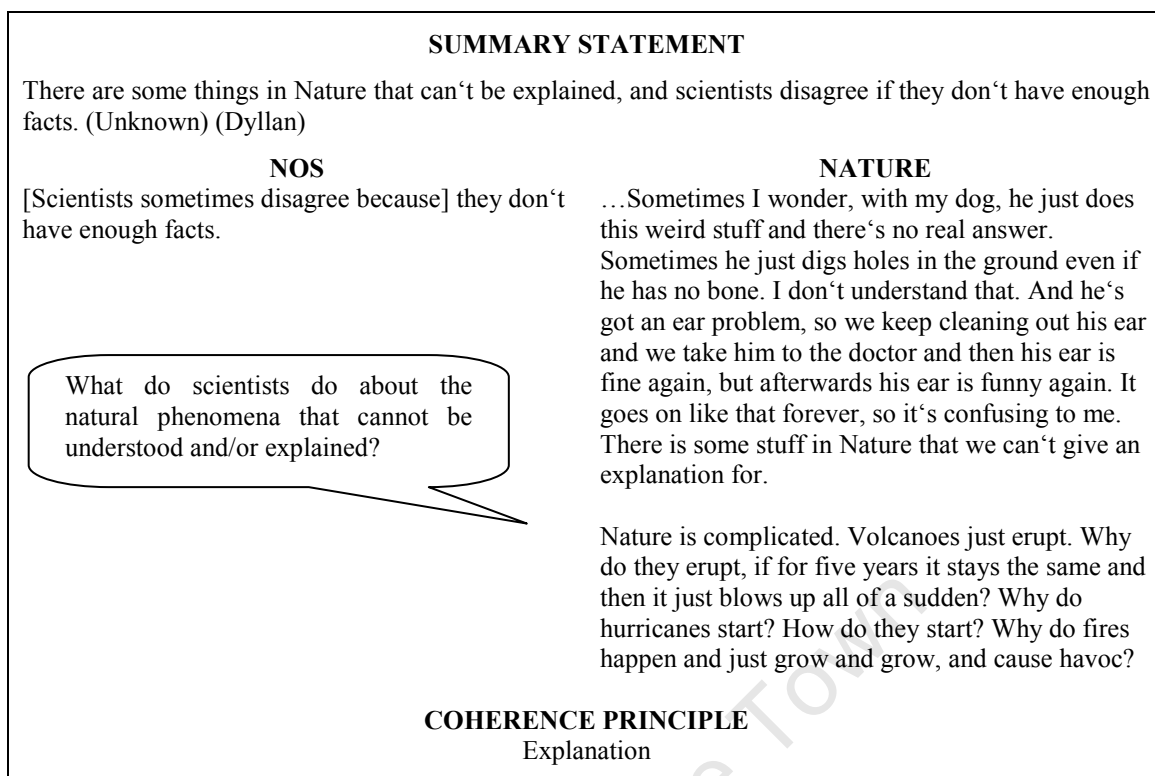 SUMMARY STATEMENT
There are some things in Nature that can‘t be explained, and scientists disagree if they don‘t have enough
facts. (Unknown) (Dyllan)
NOS
[Scientists sometimes disagree because] they don‘t
have enough facts.
What do scientists do about the
natural phenomena that cannot be
understood and/or explained?
NATURE
…Sometimes I wonder, with my dog, he just does
this weird stuff and there‘s no real answer.
Sometimes he just digs holes in the ground even if
he has no bone. I don‘t understand that. And he‘s
got an ear problem, so we keep cleaning out his ear
and we take him to the doctor and then his ear is
fine again, but afterwards his ear is funny again. It
goes on like that forever, so it‘s confusing to me.
There is some stuff in Nature that we can‘t give an
explanation for.
Nature is complicated. Volcanoes just erupt. Why
do they erupt, if for five years it stays the same and
then it just blows up all of a sudden? Why do
hurricanes start? How do they start? Why do fires
happen and just grow and grow, and cause havoc?
COHERENCE PRINCIPLE
Explanation
Town